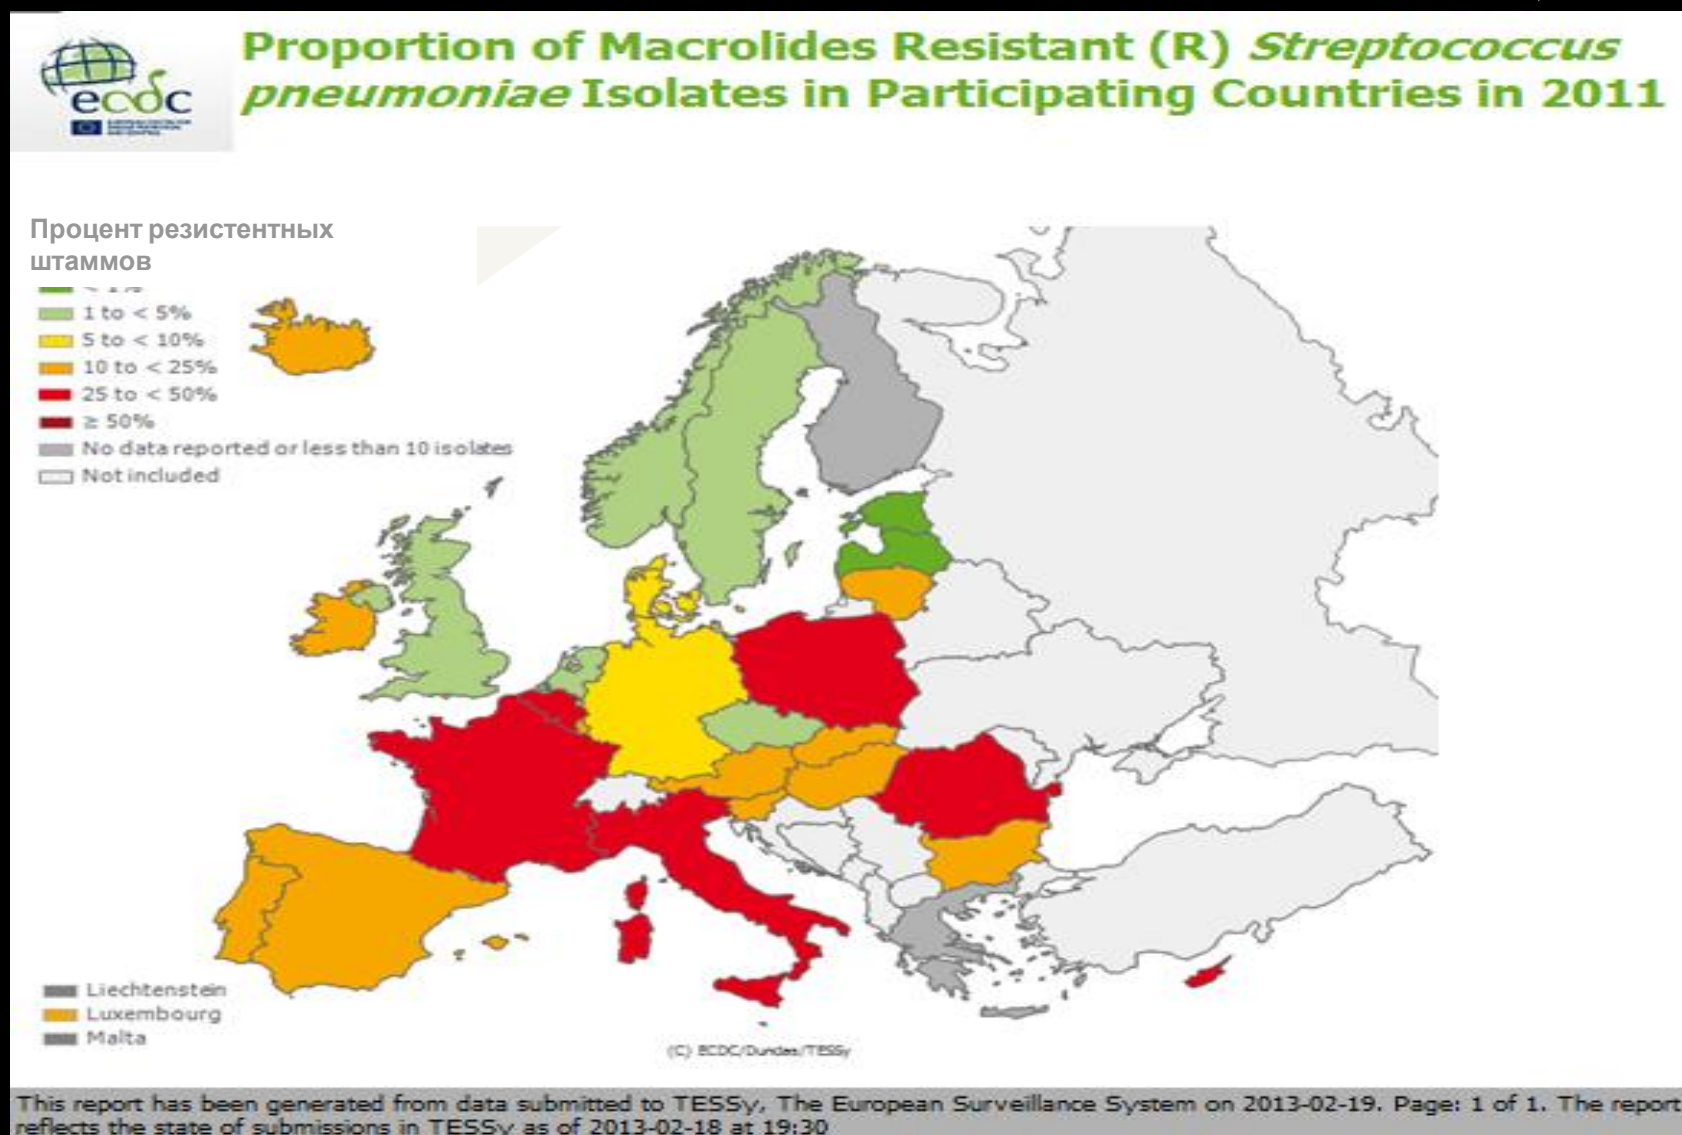 Proportion of Macrolides Resistant (R) Streptococcus
pneumoniae Isolates in Participating Countries in 2011
ecdc
Процент резистентных
штаммов
< 1%
1 to < 5%
5 to < 10%
10 to < 25%
25 to < 50%
≥ 50%
No data reported or less than 10 isolates
Not included
Liechtenstein
Luxembourg
Malta
(C) ECDC/Dundas/TESSy
This report has been generated from data submitted to TESSy, The European Surveillance System on 2013-02-19. Page: 1 of 1. The report
reflects the state of submissions in TESSy as of 2013-02-18 at 19:30